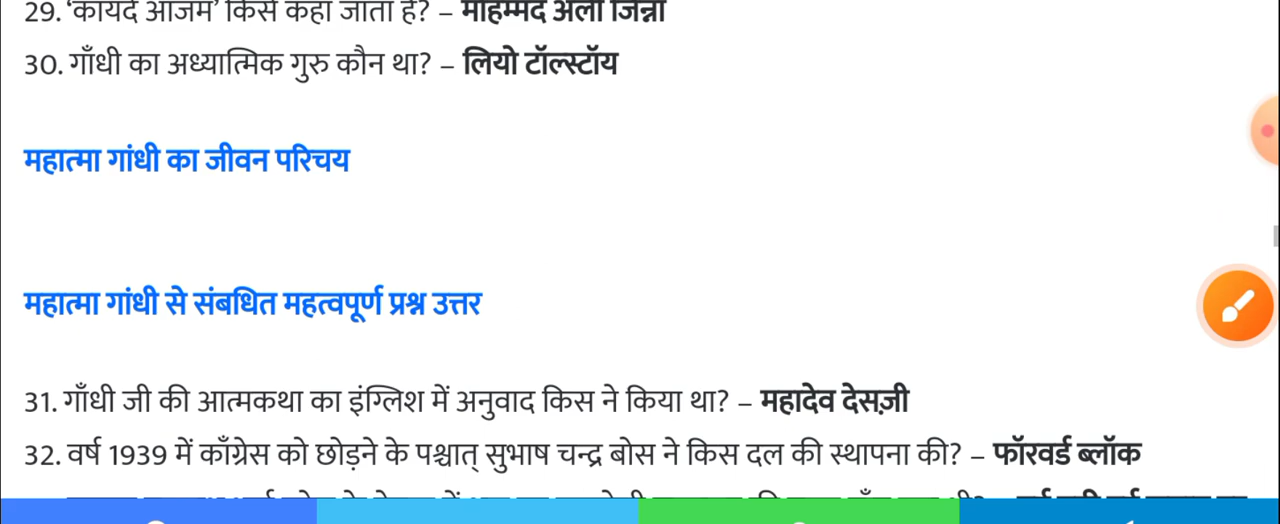 29. ‘कायदे आजम’ किसे कहा जाता है? – मोहम्मद अली जिन्ना
30. गाँधी का अध्यात्मिक गुरु कौन था? – लियो टॉल्स्टॉय
महात्मा गांधी का जीवन परिचय
महात्मा गांधी से संबधित महत्वपूर्ण प्रश्न उत्तर
31. गाँधी जी की आत्मकथा का इंग्लिश में अनुवाद किस ने किया था? – महादेव देसज़ी
32. वर्ष 1939 में काँग्रेस को छोड़ने के पश्चात् सुभाष चन्द्र बोस ने किस दल की स्थापना की? – फॉरवर्ड ब्लॉक